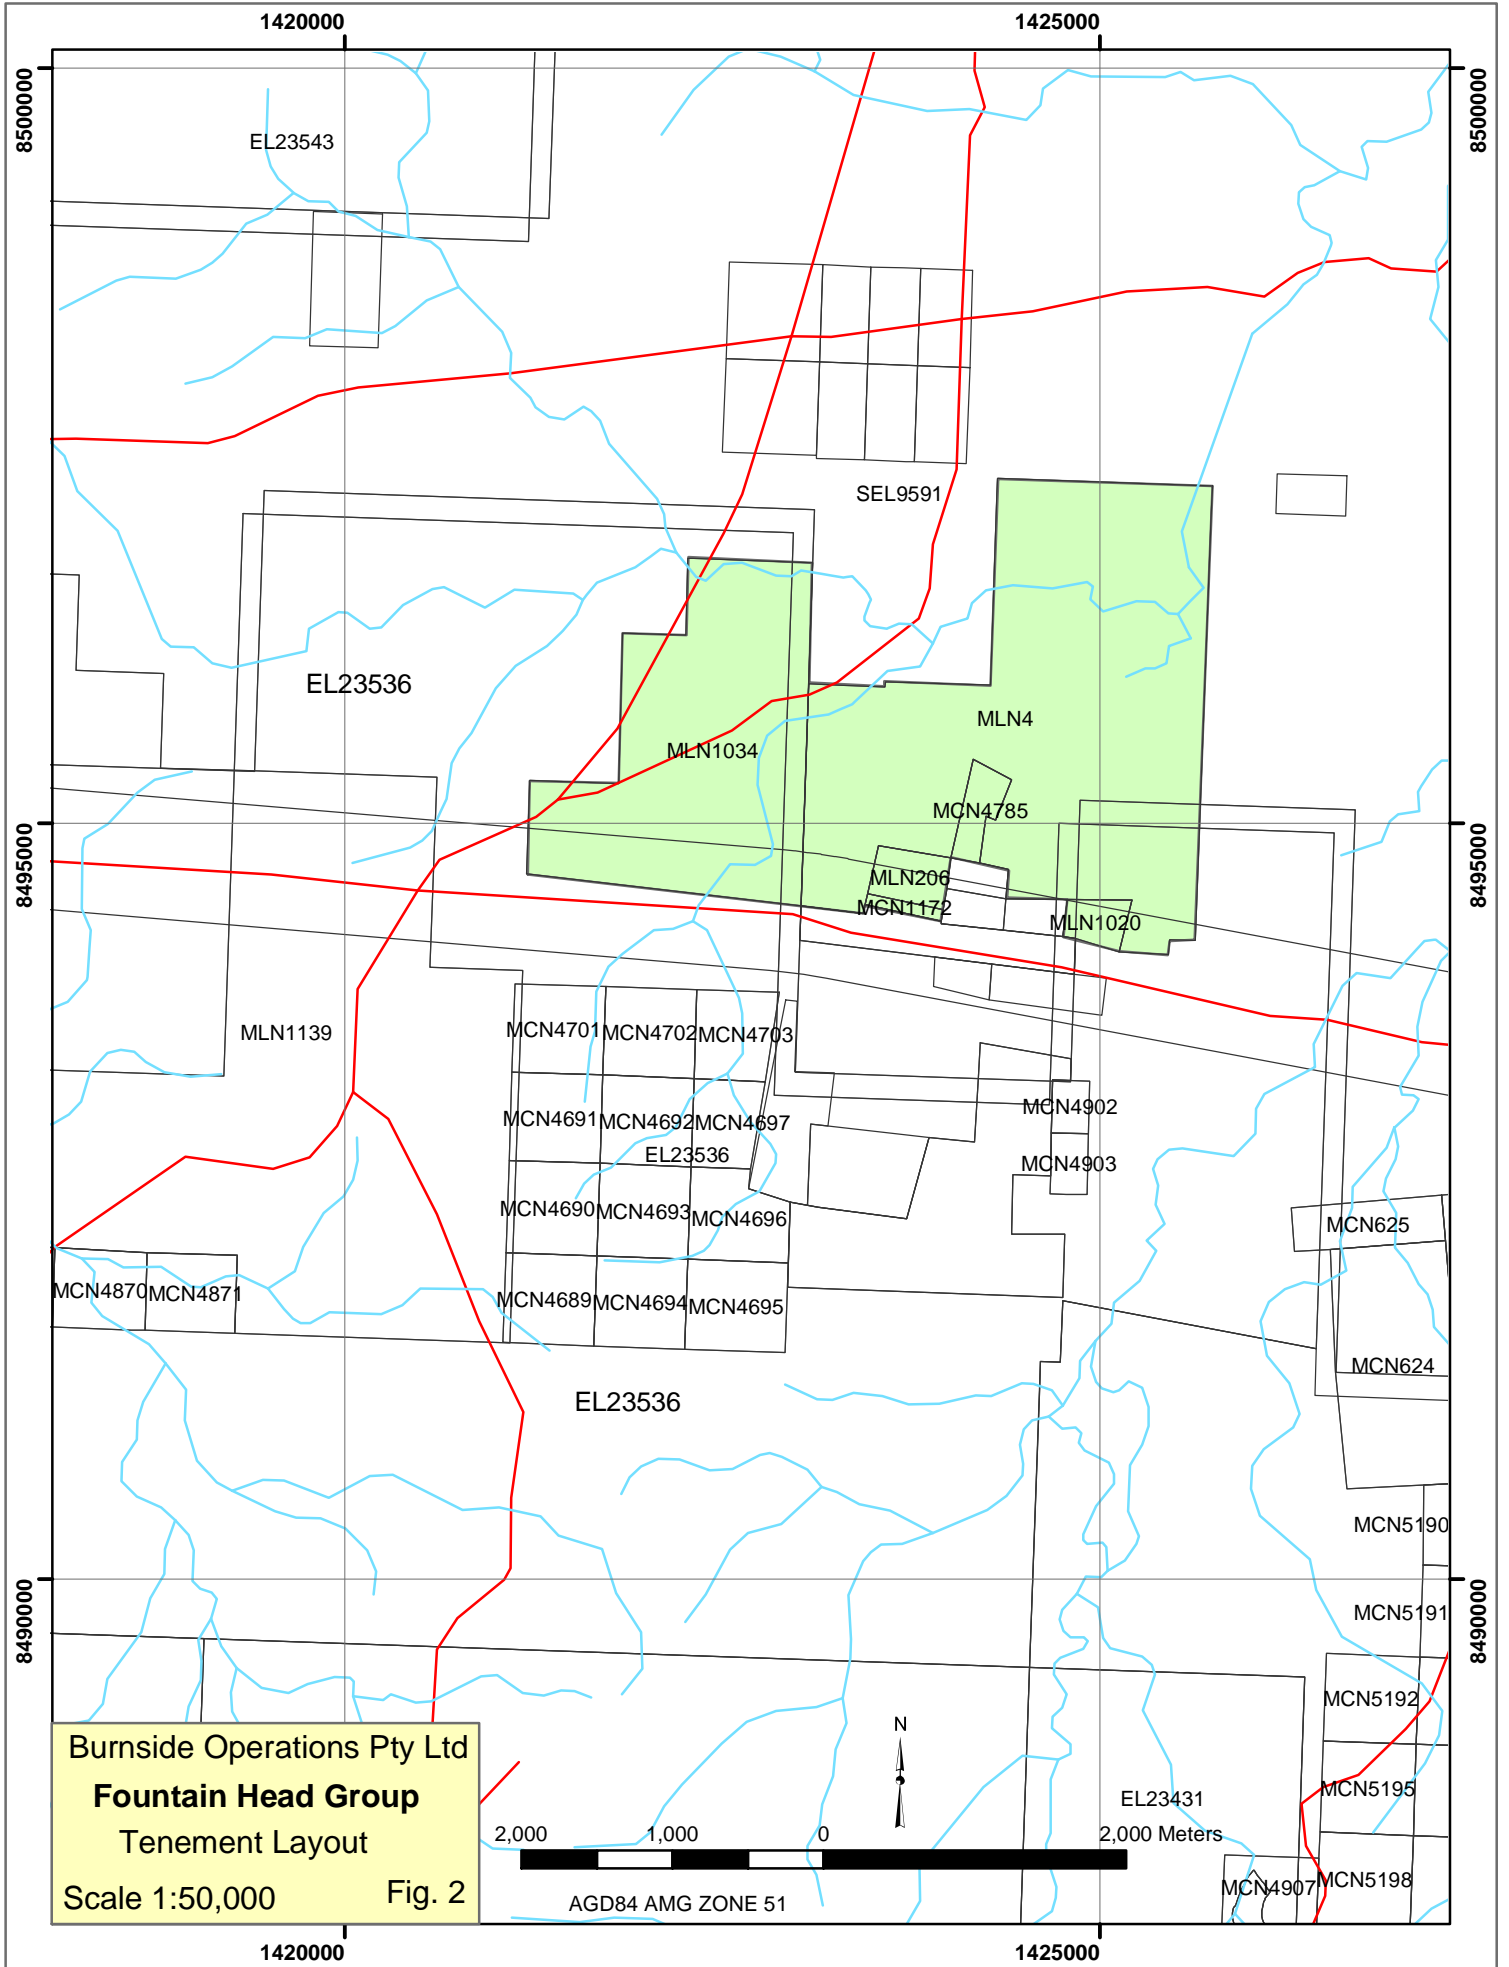 1420000
1425000
8500000
8500000
EL23543
SEL9591
EL23536
MLN4
MLN1034
MCN4785
MLN206
MCN1172
MLN1020
8495000
8495000
MLN1139
MCN4701
MCN4702
MCN4703
MCN4691
MCN4692
MCN4697
MCN4902
EL23536
MCN4903
MCN4690
MCN4693
MCN4696
MCN625
MCN4870
MCN4871
MCN4689
MCN4694
MCN4695
MCN624
EL23536
MCN5190
8490000
8490000
MCN5191
MCN5192
N
MCN5195
EL23431
MCN5198
MCN4907
Burnside Operations Pty Ltd
Fountain Head Group
Tenement Layout
Scale 1:50,000
Fig. 2
2,000
1,000
0
2,000 Meters
AGD84 AMG ZONE 51
1420000
1425000